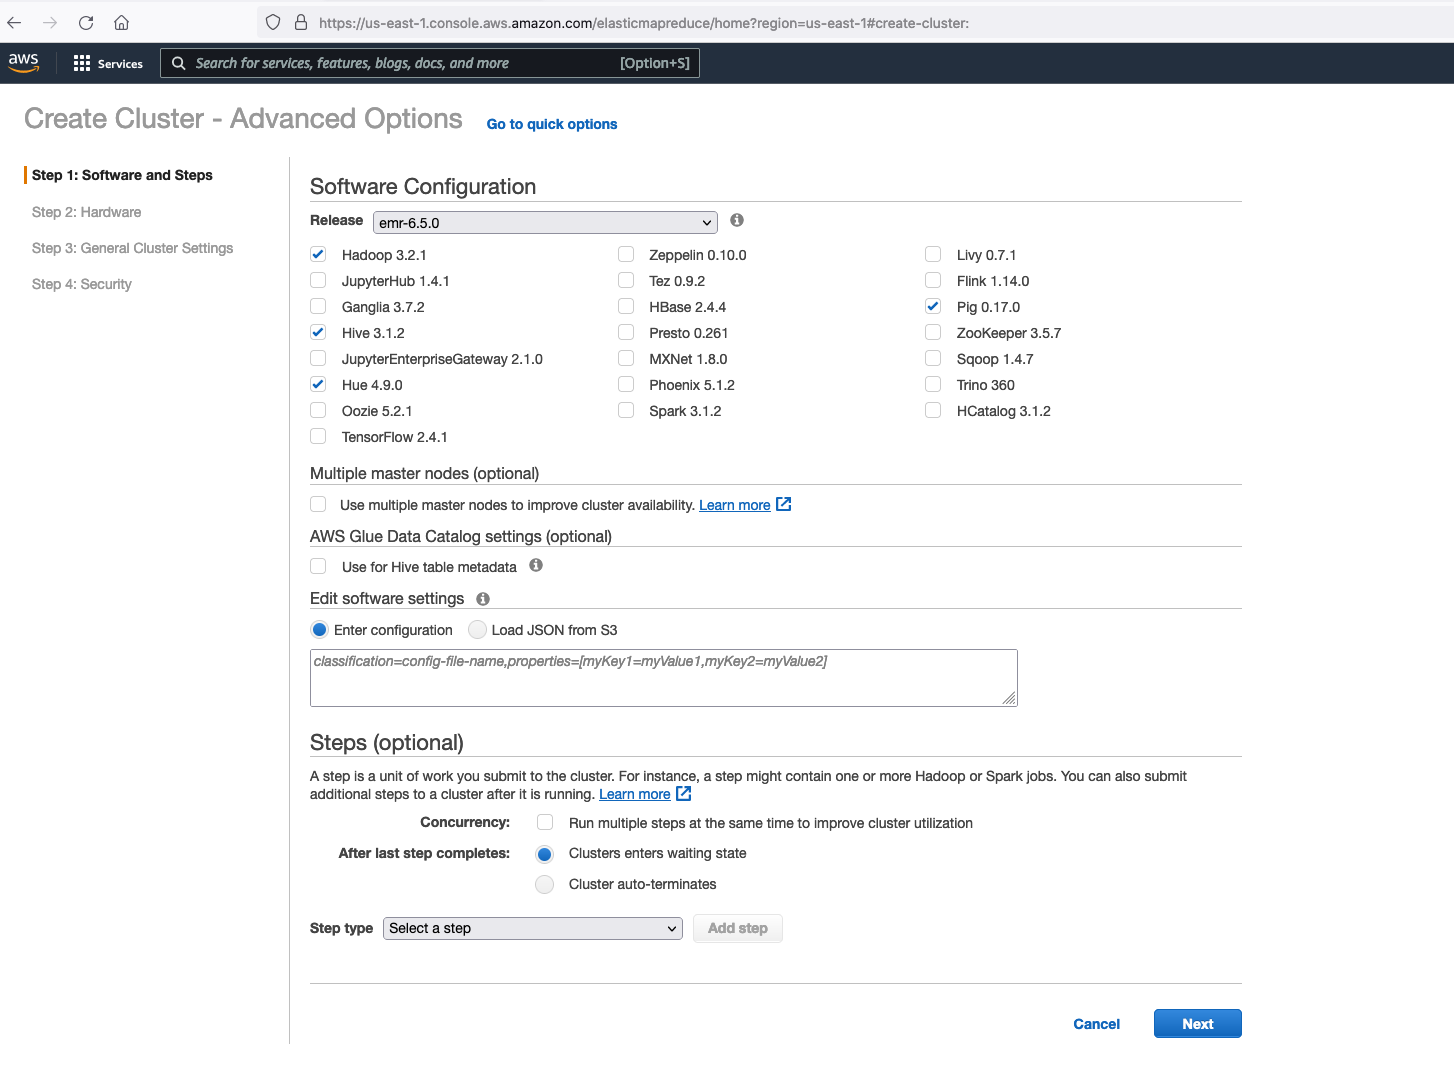 https://us-east-1.console.aws.amazon.com/elasticmapreduce/home?region=us-east-1#create-cluster:
aws Services Search for services, features, blogs, docs, and more [Option+S]
Create Cluster - Advanced Options Go to quick options
Step 1: Software and Steps
Step 2: Hardware
Step 3: General Cluster Settings
Step 4: Security
Software Configuration
Release emr-6.5.0
Hadoop 3.2.1 Zeppelin 0.10.0 Livy 0.7.1
JupyterHub 1.4.1 Tez 0.9.2 Flink 1.14.0
Ganglia 3.7.2 HBase 2.4.4 Pig 0.17.0
Hive 3.1.2 Presto 0.261 ZooKeeper 3.5.7
JupyterEnterpriseGateway 2.1.0 MXNet 1.8.0 Sqoop 1.4.7
Hue 4.9.0 Phoenix 5.1.2 Trino 360
Oozie 5.2.1 Spark 3.1.2 HCatalog 3.1.2
TensorFlow 2.4.1
Multiple master nodes (optional)
Use multiple master nodes to improve cluster availability. Learn more
AWS Glue Data Catalog settings (optional)
Use for Hive table metadata
Edit software settings
Enter configuration Load JSON from S3
classification=config-file-name,properties=[myKey1=myValue1,myKey2=myValue2]
Steps (optional)
A step is a unit of work you submit to the cluster. For instance, a step might contain one or more Hadoop or Spark jobs. You can also submit
additional steps to a cluster after it is running. Learn more
Concurrency: Run multiple steps at the same time to improve cluster utilization
After last step completes: Clusters enters waiting state
Cluster auto-terminates
Step type Select a step Add step
Cancel Next